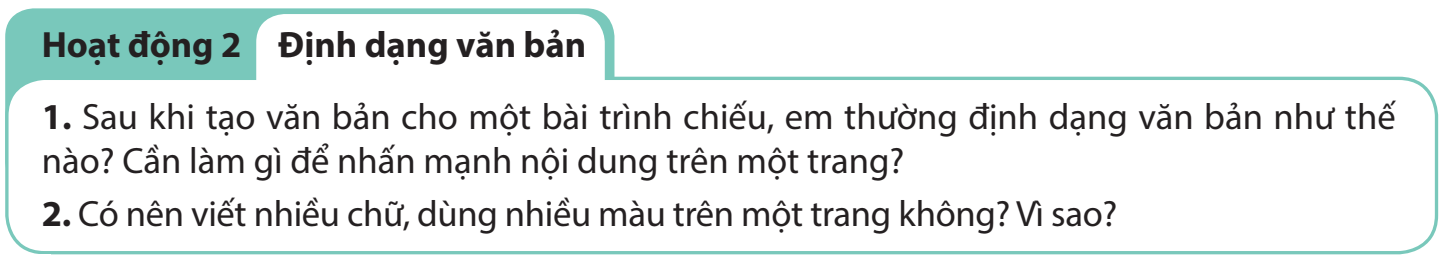 Hoạt động 2 Định dạng văn bản
1. Sau khi tạo văn bản cho một bài trình chiếu, em thường định dạng văn bản như thế
nào? Cần làm gì để nhấn mạnh nội dung trên một trang?
2. Có nên viết nhiều chữ, dùng nhiều màu trên một trang không? Vì sao?